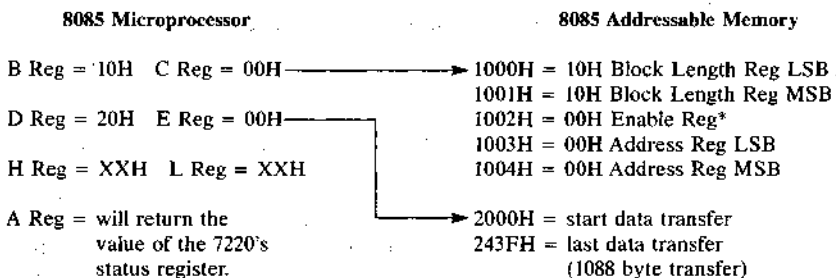 8085 Microprocessor
8085 Addressable Memory
B Reg = 10H C Reg = 00H
1000H = 10H Block Length Reg LSB
1001H = 10H Block Length Reg MSB
D Reg = 20H E Reg = 00H
1002H = 00H Enable Reg*
1003H = 00H Address Reg LSB
H Reg = XXH L Reg = XXH
1004H = 00H Address Reg MSB
A Reg = will return the
value of the 7220's
status register.
2000H = start data transfer
243FH = last data transfer
(1088 byte transfer)